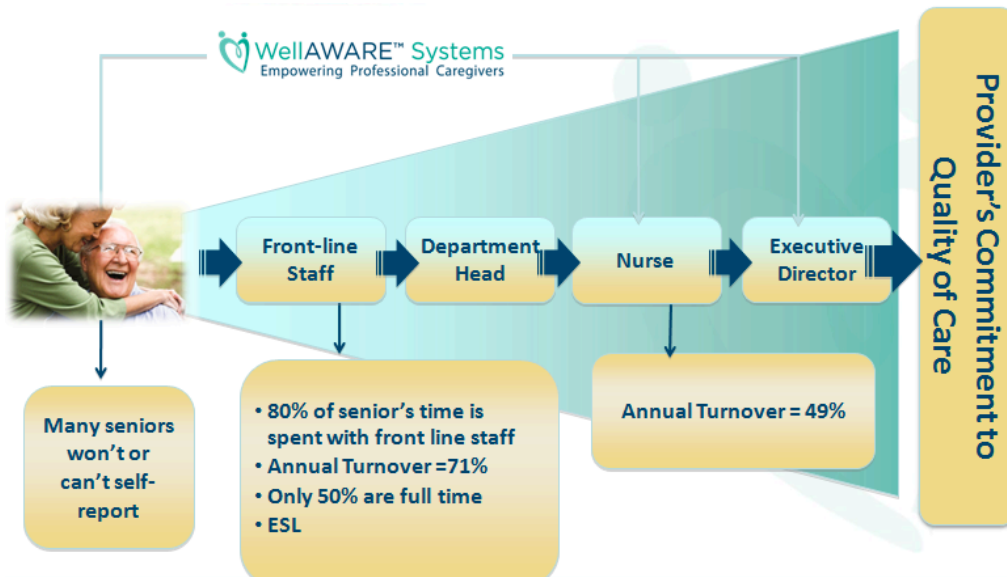 WellAWARE™ Systems
Empowering Professional Caregivers
Front-line
Staff
Department
Head
Nurse
Executive
Director
Provider's Commitment to
Quality of Care
Many seniors
won't or
can't self-
report
• 80% of senior's time is
spent with front line staff
• Annual Turnover =71%
• Only 50% are full time
• ESL
Annual Turnover = 49%